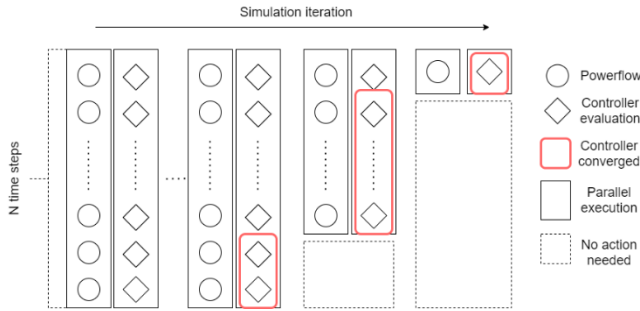 Simulation iteration
N time steps
Powerflow
Controller
evaluation
Controller
converged
Parallel
execution
No action
needed